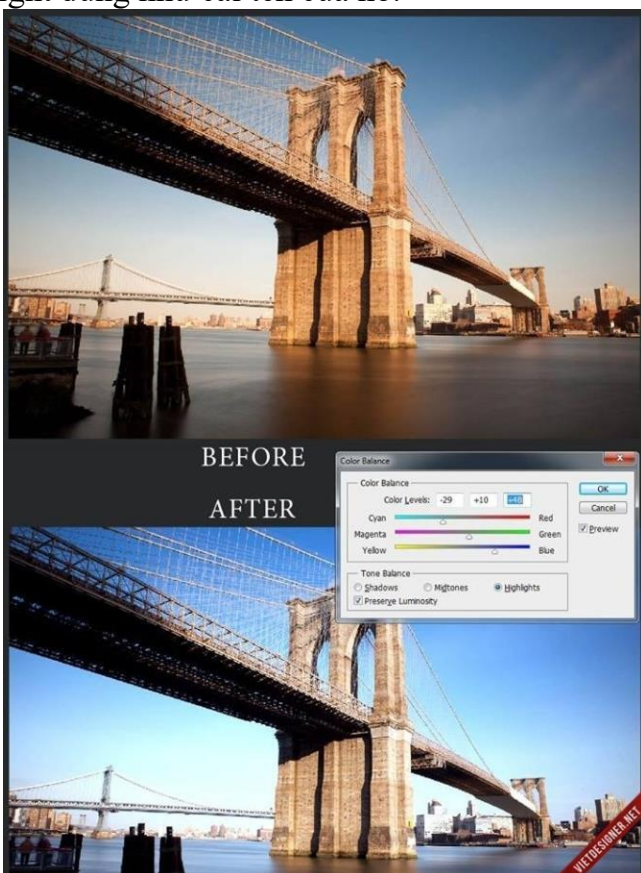 BEFORE
AFTER
Color Balance
Color Balance
Color Levels: -29 +10 +48
Cyan Red
Magenta Green
Yellow Blue
Tone Balance
Shadows Midtones Highlights
Preserve Luminosity
OK
Cancel
Preview
VIETDESIGNER.NET